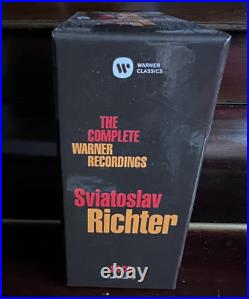 WARNER
CLASSICS
THE
COMPLETE
WARNER
RECORDINGS
Sviatoslav
Richter